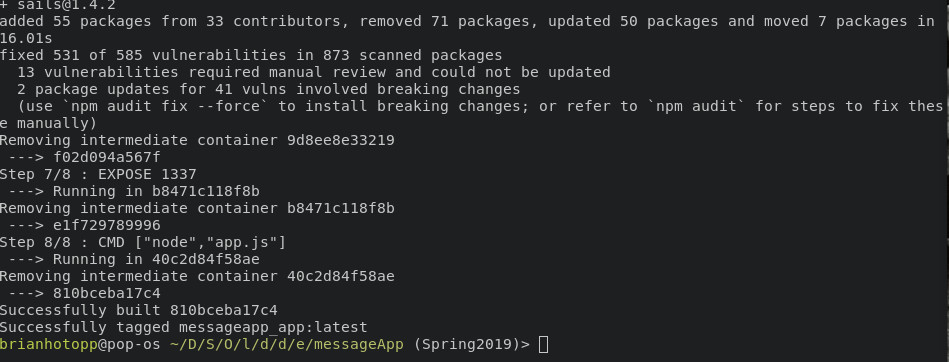 + sails@1.4.2
added 55 packages from 33 contributors, removed 71 packages, updated 50 packages and moved 7 packages in
16.01s
fixed 531 of 585 vulnerabilities in 873 scanned packages
  13 vulnerabilities required manual review and could not be updated
  2 package updates for 41 vulns involved breaking changes
  (use `npm audit fix --force` to install breaking changes; or refer to `npm audit` for steps to fix thes
e manually)
Removing intermediate container 9d8ee8e33219
 ---> f02d094a567f
Step 7/8 : EXPOSE 1337
 ---> Running in b8471c118f8b
Removing intermediate container b8471c118f8b
 ---> e1f729789996
Step 8/8 : CMD ["node","app.js"]
 ---> Running in 40c2d84f58ae
Removing intermediate container 40c2d84f58ae
 ---> 810bceba17c4
Successfully built 810bceba17c4
Successfully tagged messageapp_app:latest
brianhotopp@pop-os ~/D/S/O/l/d/d/e/messageApp (Spring2019)>